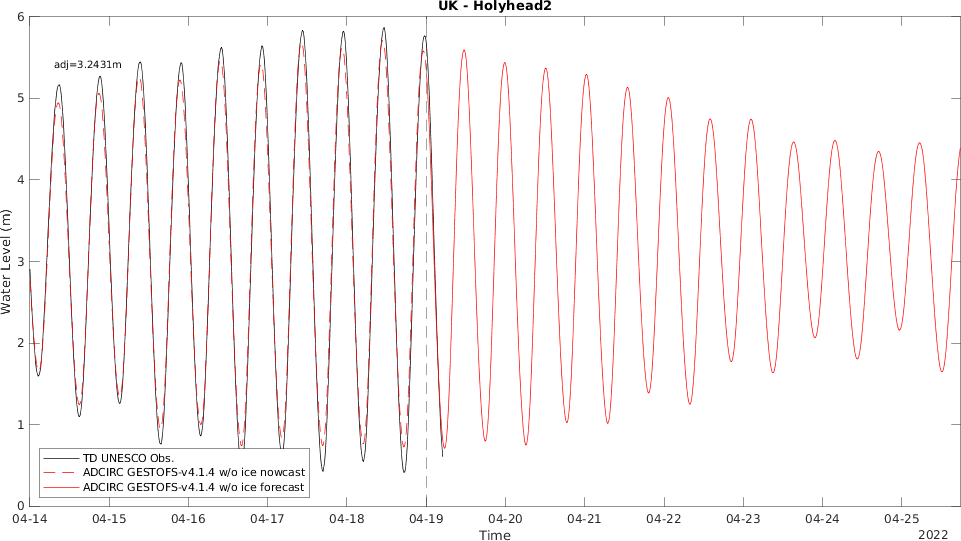 UK - Holyhead2
adj=3.2431m
Water Level (m)
6
5
4
3
2
1
0
TD UNESCO Obs.
ADCIRC GESTOFS-v4.1.4 w/o ice nowcast
ADCIRC GESTOFS-v4.1.4 w/o ice forecast
04-14 04-15 04-16 04-17 04-18 04-19 04-20 04-21 04-22 04-23 04-24 04-25
Time
2022